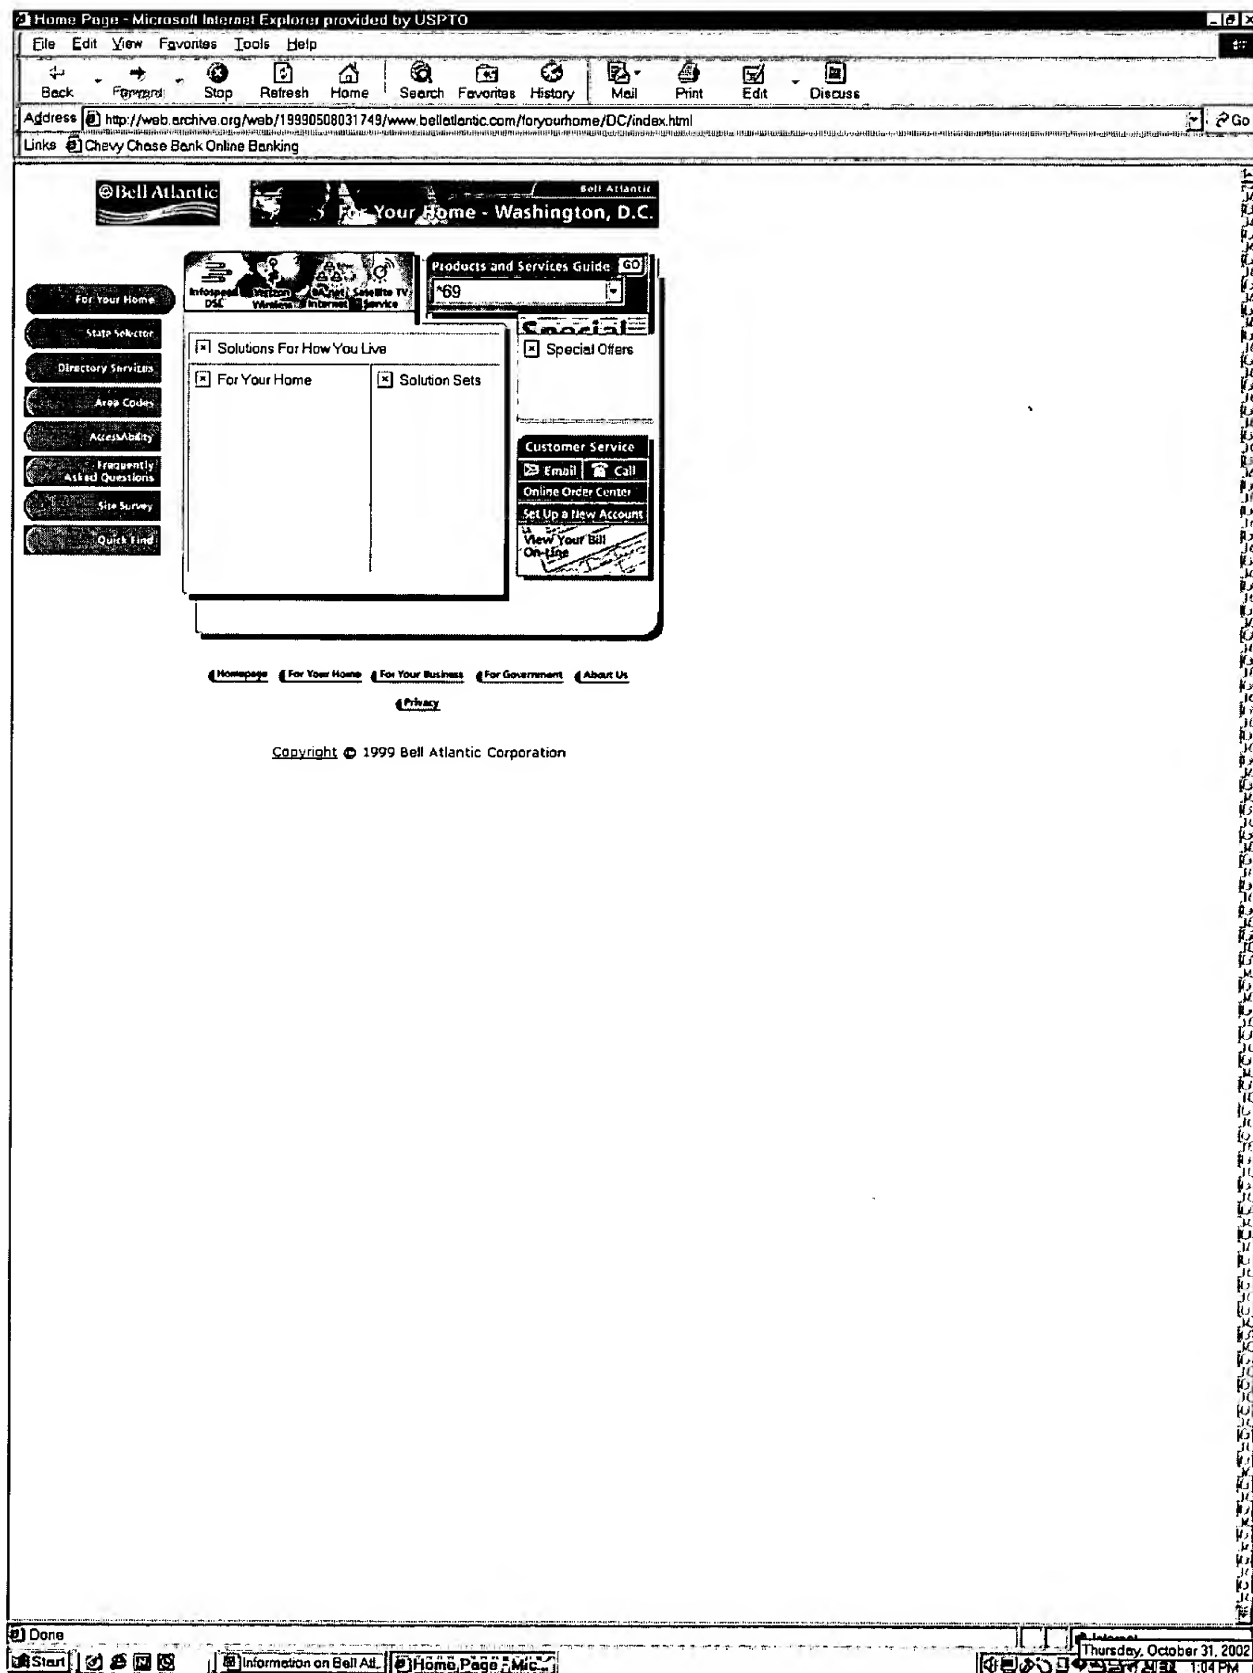 Home Page - Microsoft Internet Explorer provided by USPTO
File Edit View Favorites Tools Help
Back Forward Stop Refresh Home Search Favorites History Mail Print Edit Discuss
Address http://web.archive.org/web/19990508031749/www.bellatlantic.com/foryourhome/DC/index.html Go
Links Chevy Chase Bank Online Banking
Bell Atlantic
Bell Atlantic
For Your Home - Washington, D.C.
For Your Home
State Selector
Directory Services
Area Codes
AccessAbility
Frequently
Asked Questions
Site Survey
Quick Find
Infospeed DSL
Verizon Wireless
BA.net Internet
Satellite TV Service
Products and Services Guide GO
*69
Special
Solutions For How You Live
Special Offers
For Your Home
Solution Sets
Customer Service
Email Call
Online Order Center
Set Up a New Account
View Your Bill
On-Line
Homepage For Your Home For Your Business For Government About Us
Privacy
Copyright © 1999 Bell Atlantic Corporation
Done
Internet
Thursday, October 31, 2002
Start Information on Bell Atl... Home Page - Mic... 1:04 PM